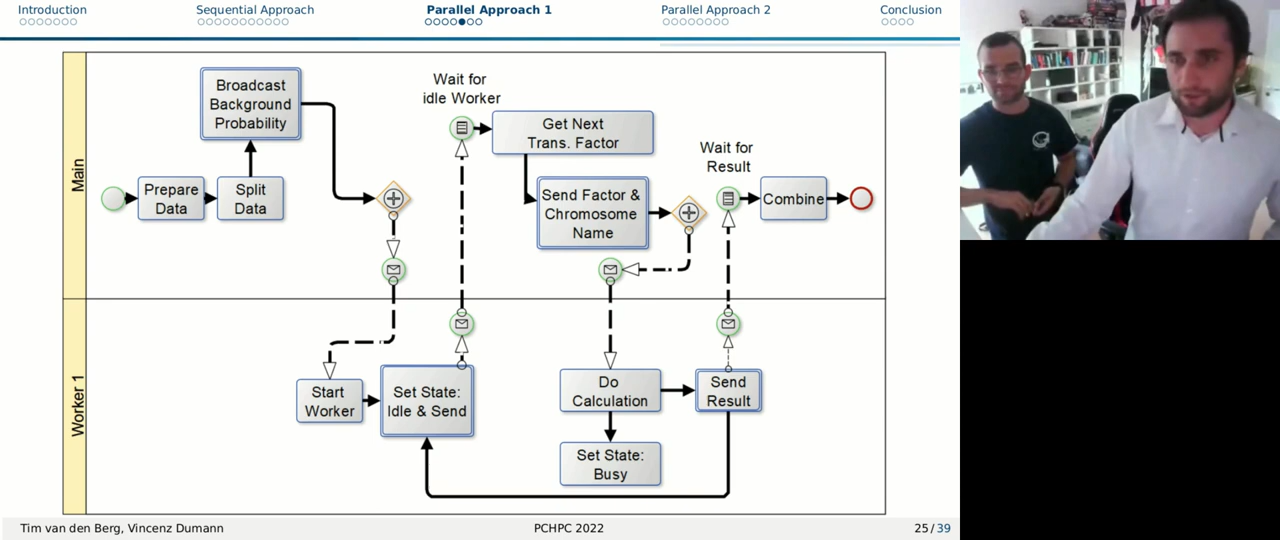 Introduction
Sequential Approach
Parallel Approach 1
Parallel Approach 2
Conclusion
Main
Broadcast
Background
Probability
Prepare
Data
Split
Data
Wait for
idle Worker
Get Next
Trans. Factor
Send Factor &
Chromosome
Name
Wait for
Result
Combine
Worker 1
Start
Worker
Set State:
Idle & Send
Do
Calculation
Send
Result
Set State:
Busy
Tim van den Berg, Vincenz Dumann
PCHPC 2022
25 / 39